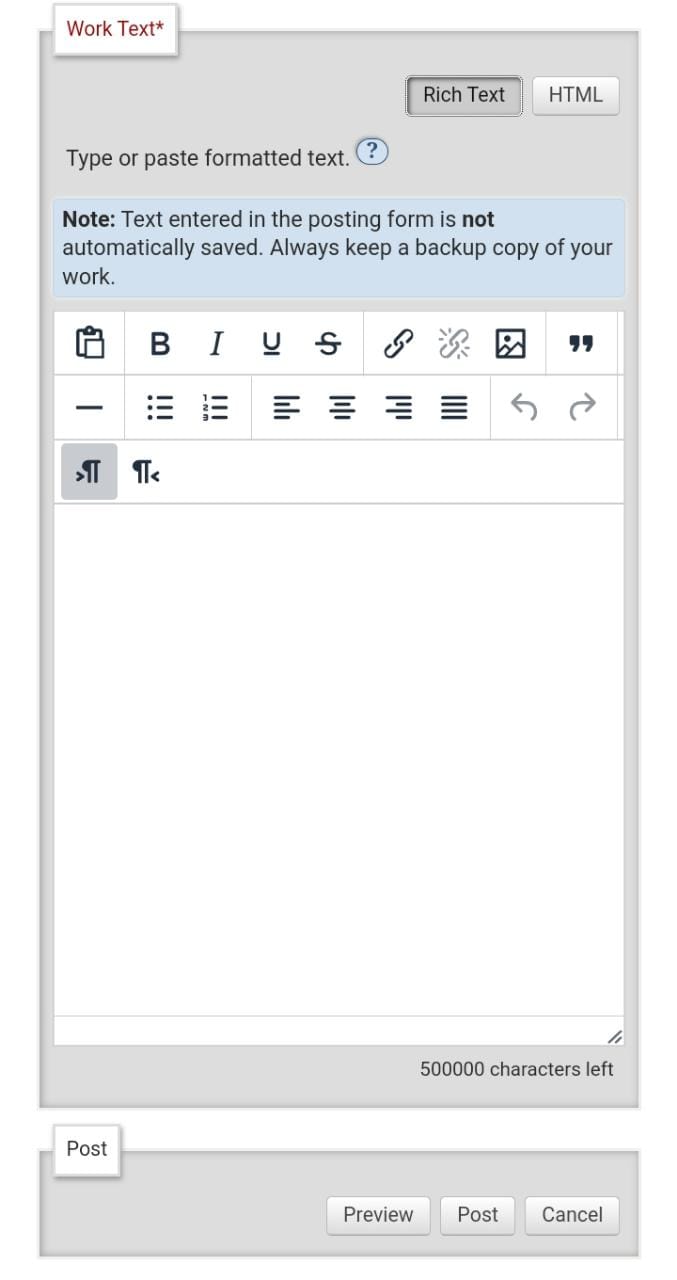 Work Text*
Rich Text HTML
Type or paste formatted text. ?
Note: Text entered in the posting form is not
automatically saved. Always keep a backup copy of your
work.
B I U S
500000 characters left
Post
Preview Post Cancel